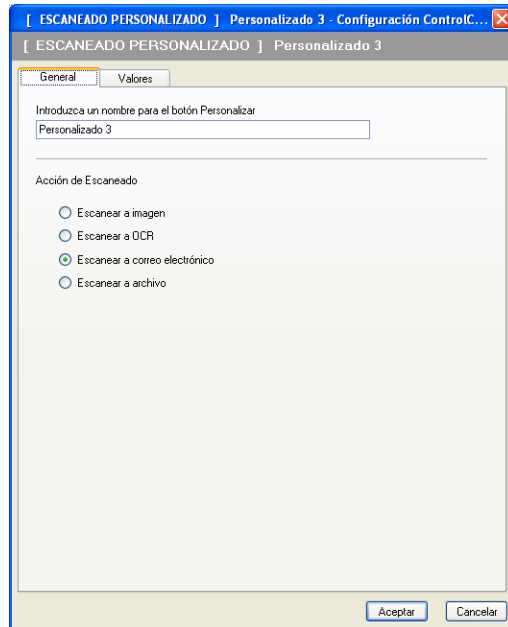 [ ESCANEADO PERSONALIZADO ] Personalizado 3 - Configuración ControlC...
[ ESCANEADO PERSONALIZADO ] Personalizado 3
General Valores
Introduzca un nombre para el botón Personalizar
Personalizado 3
Acción de Escaneado
Escanear a imagen
Escanear a OCR
Escanear a correo electrónico
Escanear a archivo
Aceptar Cancelar